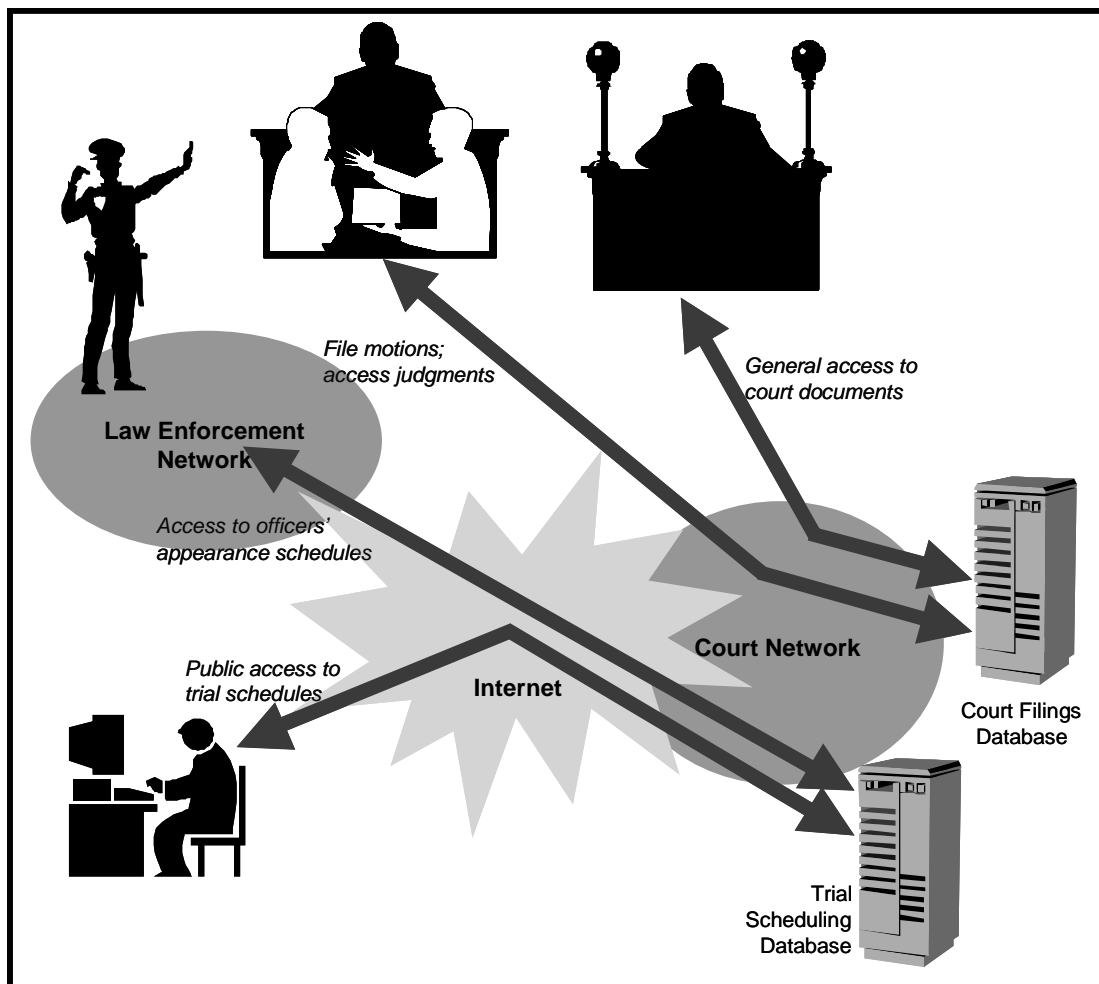 File motions;
access judgments
General access to
court documents
Law Enforcement
Network
Access to officers’
appearance schedules
Court Network
Public access to
trial schedules
Internet
Court Filings
Database
Trial
Scheduling
Database